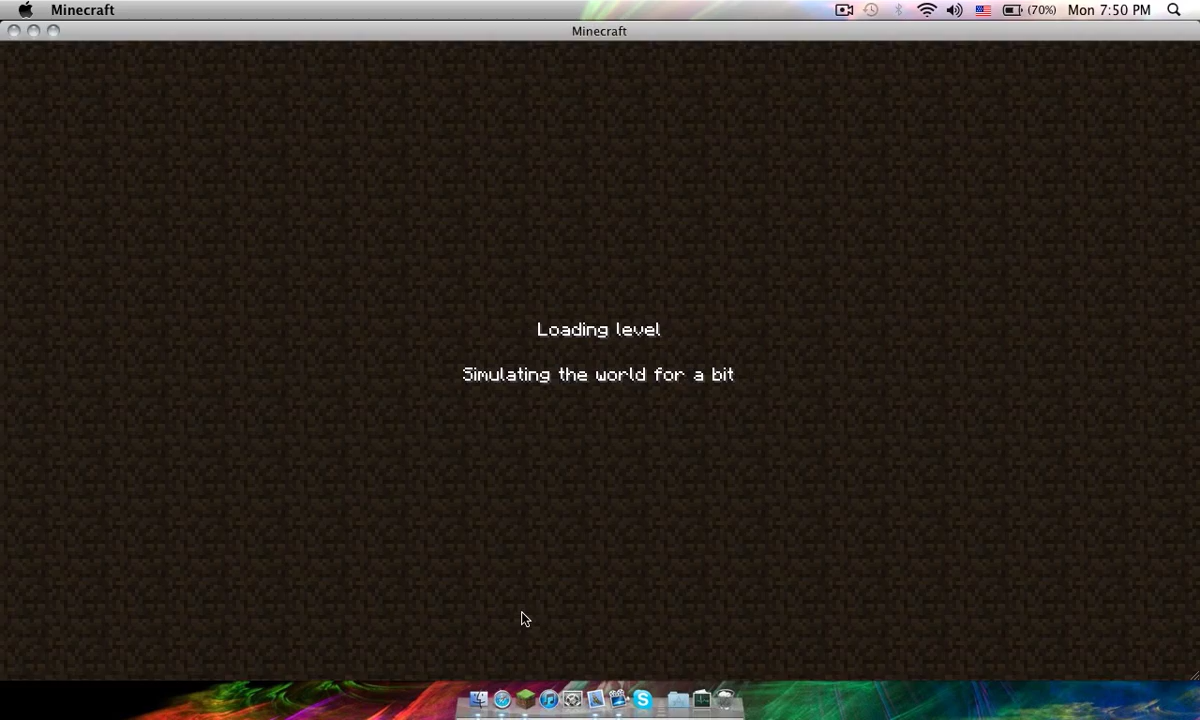 Minecraft
(70%) Mon 7:50 PM
Minecraft
Loading level
Simulating the world for a bit